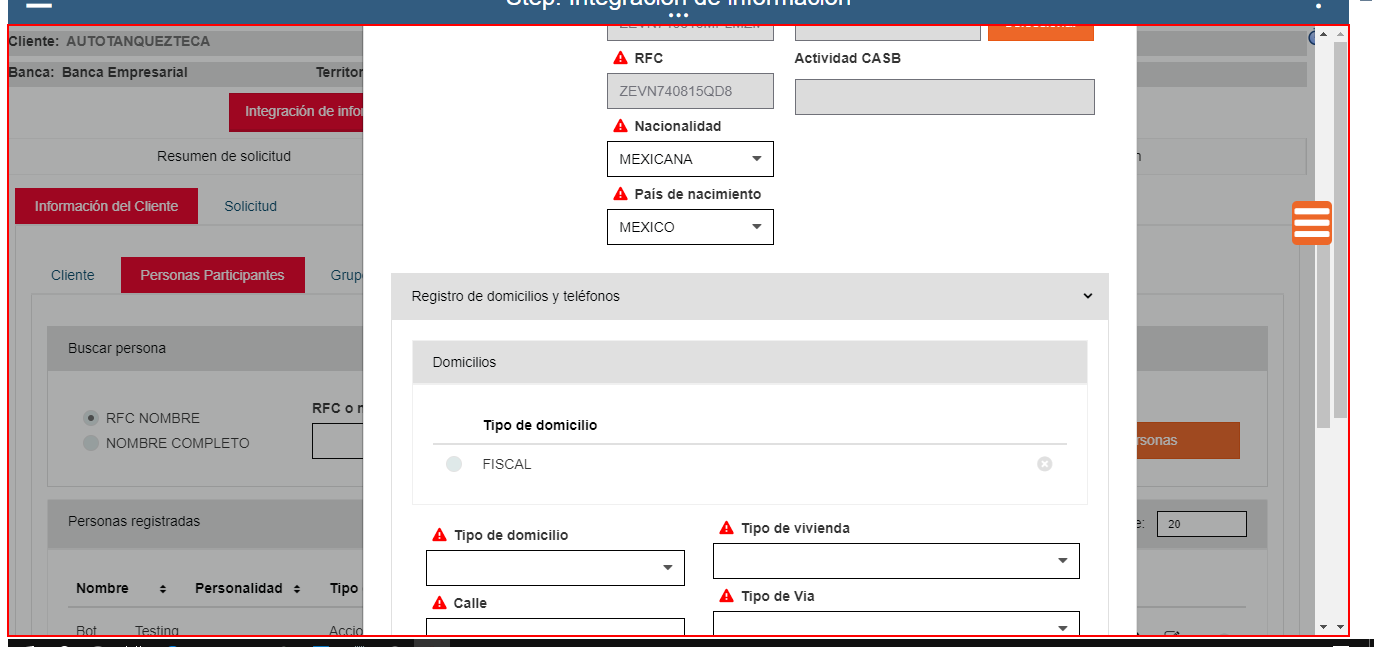 Step: Integración de información
Cliente: AUTOTANQUEZTECA
Banca: Banca Empresarial
Territor
Integración de infor
Resumen de solicitud
Información del Cliente
Solicitud
Cliente
Personas Participantes
Grup
Buscar persona
RFC NOMBRE
NOMBRE COMPLETO
RFC o n
rsonas
Personas registradas
e: 20
Nombre
Personalidad
Tipo
Bot Testing
Accio
Seleccionar
RFC
ZEVN740815QD8
Actividad CASB
Nacionalidad
MEXICANA
País de nacimiento
MEXICO
Registro de domicilios y teléfonos
Domicilios
Tipo de domicilio
FISCAL
Tipo de domicilio
Tipo de vivienda
Calle
Tipo de Via